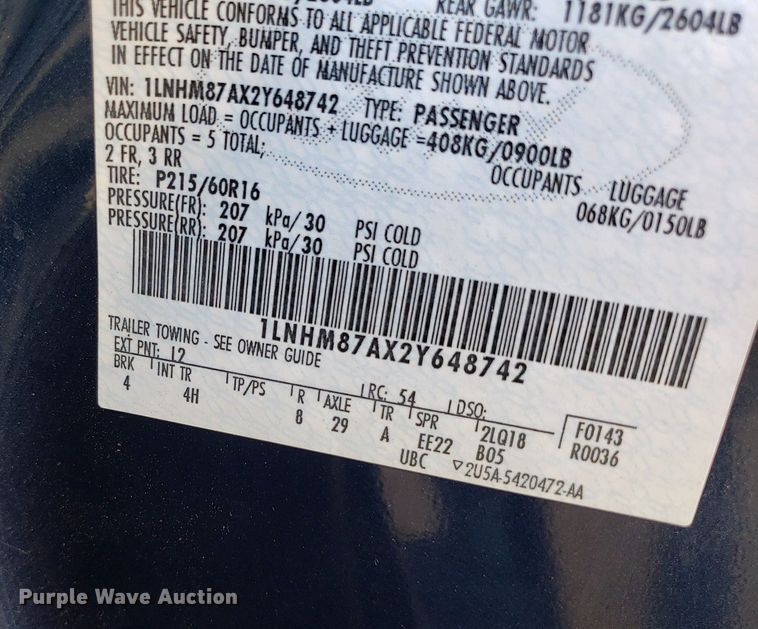 REAR GAWR: 1181KG/2604LB
THIS VEHICLE CONFORMS TO ALL APPLICABLE FEDERAL MOTOR
VEHICLE SAFETY, BUMPER, AND THEFT PREVENTION STANDARDS
IN EFFECT ON THE DATE OF MANUFACTURE SHOWN ABOVE.
VIN: 1LNHM87AX2Y648742 TYPE: PASSENGER
MAXIMUM LOAD = OCCUPANTS + LUGGAGE =408KG/0900LB
OCCUPANTS = 5 TOTAL; OCCUPANTS LUGGAGE
2 FR, 3 RR 068KG/0150LB
TIRE: P215/60R16
PRESSURE(FR): 207 kPa/30 PSI COLD
PRESSURE(RR): 207 kPa/30 PSI COLD
1LNHM87AX2Y648742
TRAILER TOWING - SEE OWNER GUIDE
EXT PNT: 12 RC: 54 DSO:
BRK INT TR TP/PS R AXLE TR SPR 2LQ18 F0143
4 4H 8 29 A EE22 B05 R0036
UBC 2U5A-5420472-AA
Purple Wave Auction